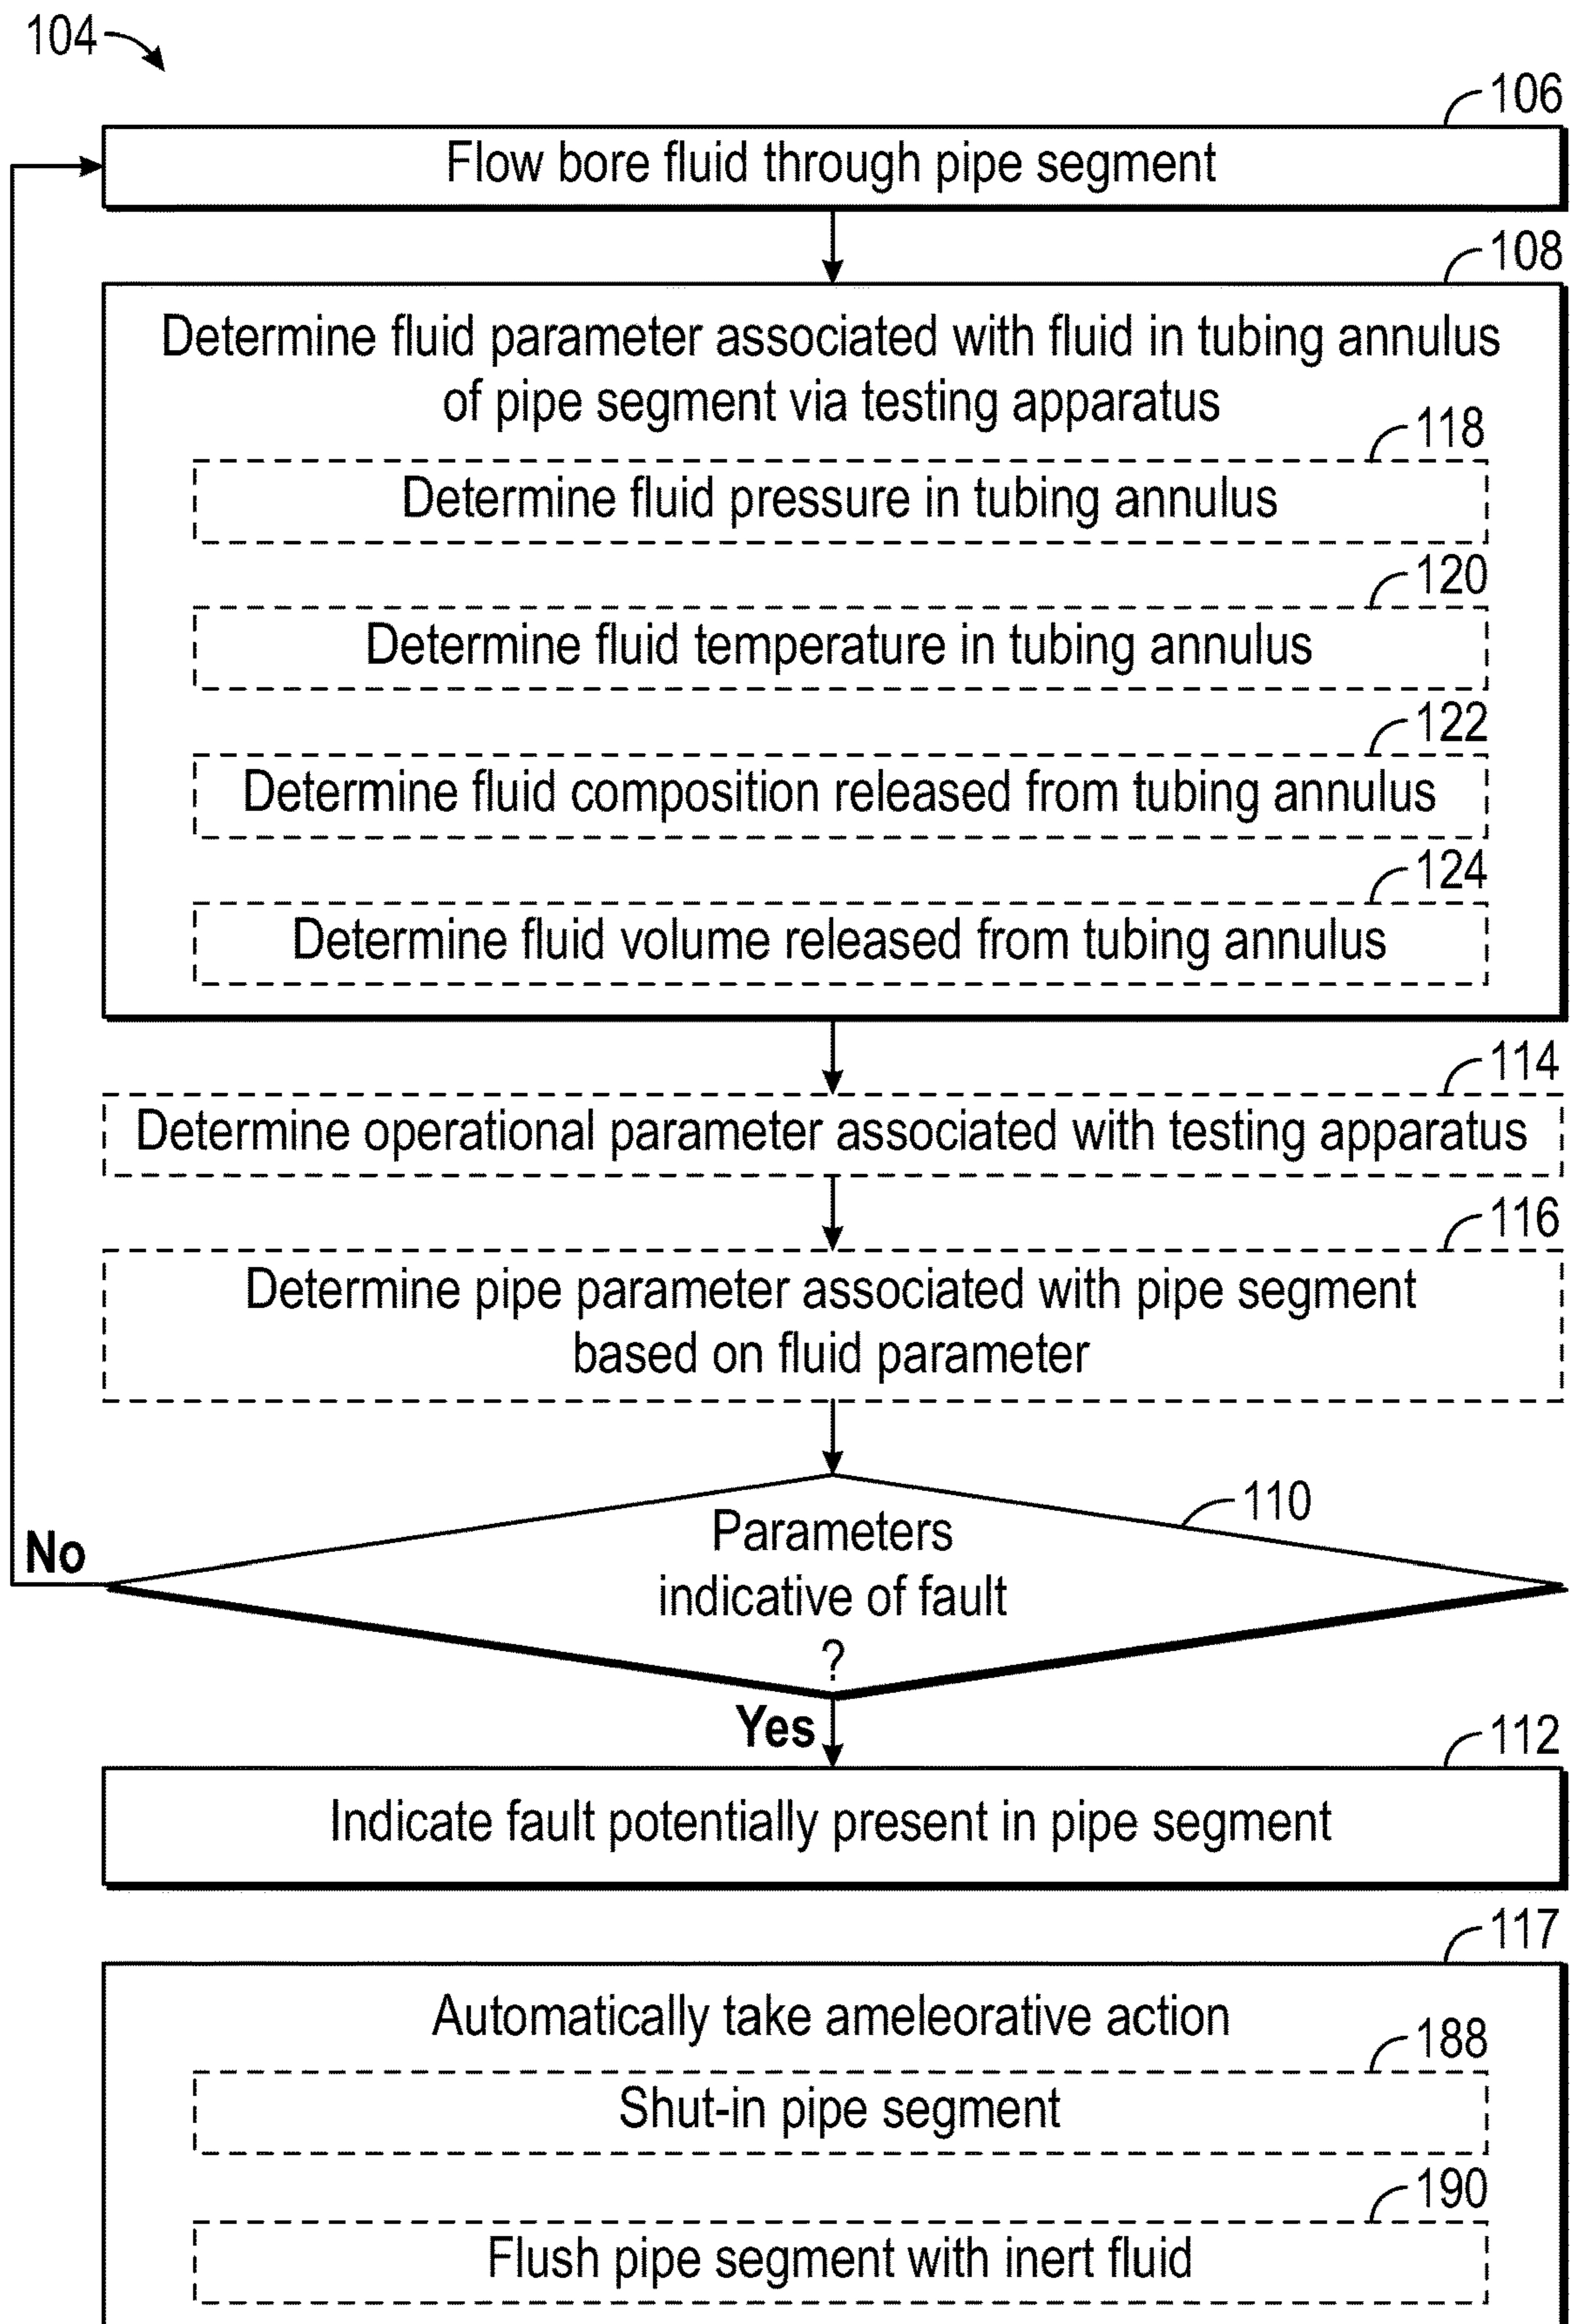 104
106
Flow bore fluid through pipe segment
108
Determine fluid parameter associated with fluid in tubing annulus
of pipe segment via testing apparatus
118
Determine fluid pressure in tubing annulus
120
Determine fluid temperature in tubing annulus
122
Determine fluid composition released from tubing annulus
124
Determine fluid volume released from tubing annulus
114
Determine operational parameter associated with testing apparatus
116
Determine pipe parameter associated with pipe segment
based on fluid parameter
110
Parameters
indicative of fault
?
No
Yes
112
Indicate fault potentially present in pipe segment
117
Automatically take ameleorative action
188
Shut-in pipe segment
190
Flush pipe segment with inert fluid